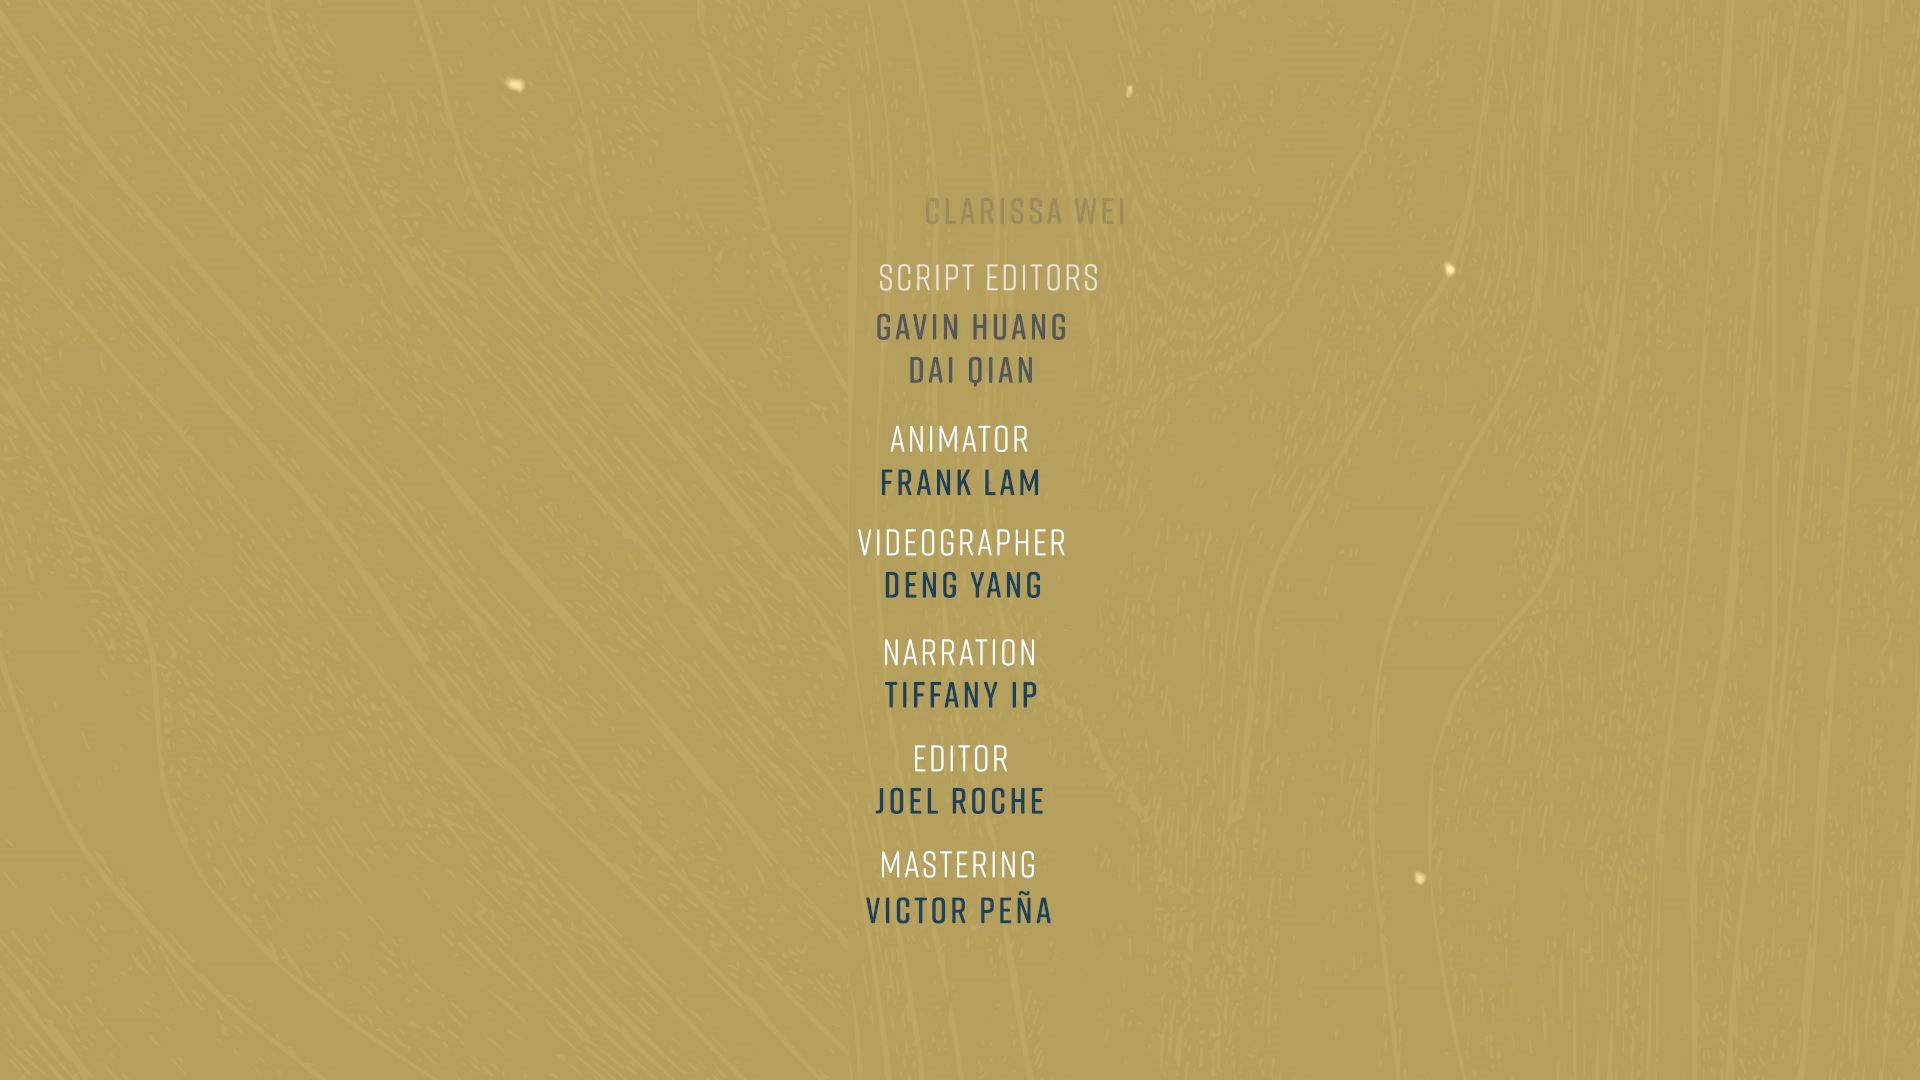 CLARISSA WEI
SCRIPT EDITORS
GAVIN HUANG
DAI QIAN
ANIMATOR
FRANK LAM
VIDEOGRAPHER
DENG YANG
NARRATION
TIFFANY IP
EDITOR
JOEL ROCHE
MASTERING
VICTOR PEÑA